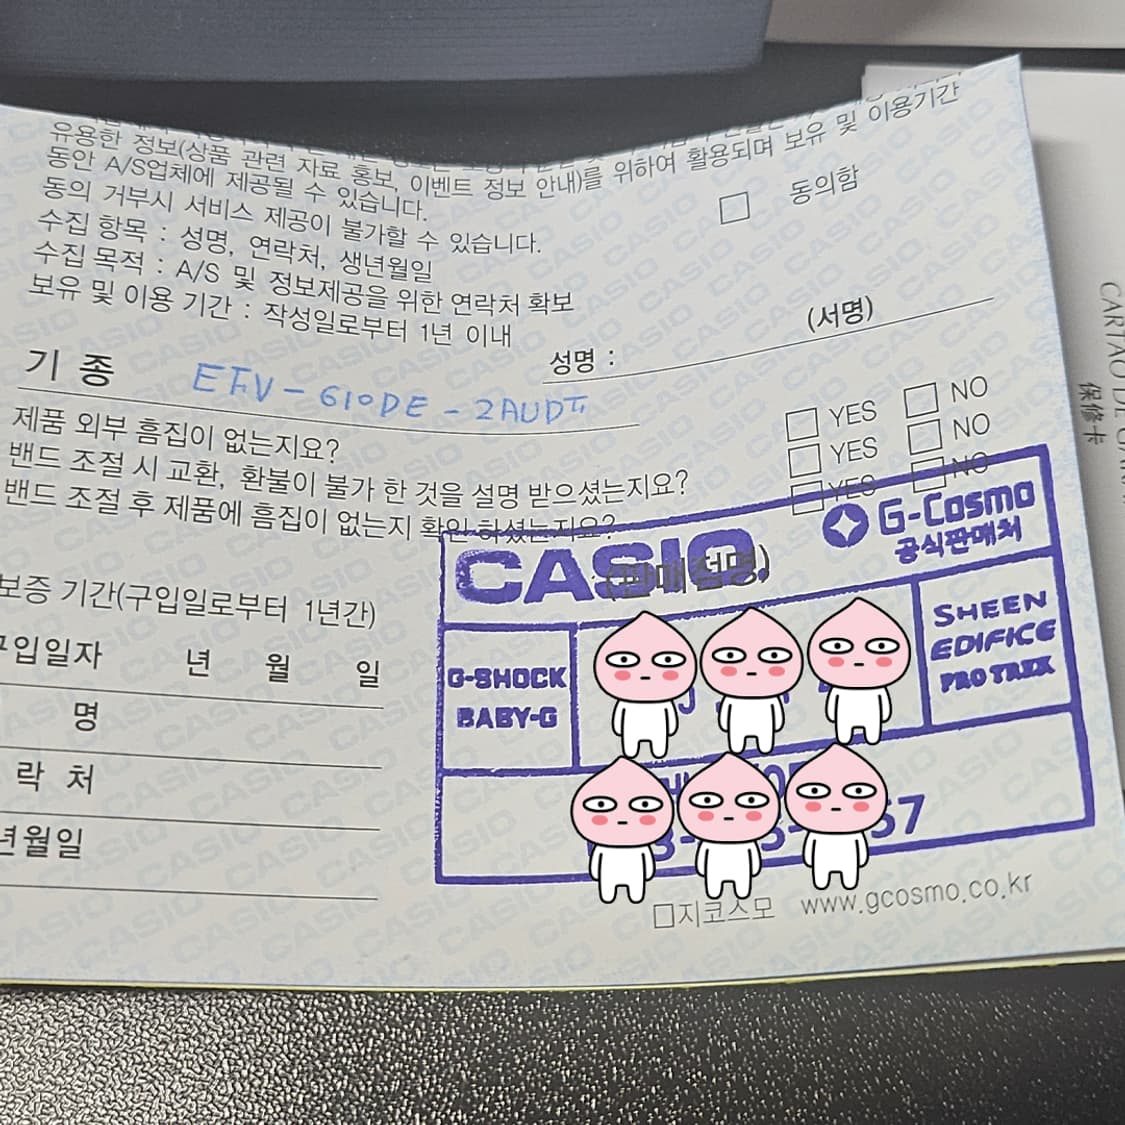 유용한 정보(상품 관련 자료 홍보, 이벤트 정보 안내)를 위하여 활용되며 보유 및 이용기간
동안 A/S업체에 제공될 수 있습니다.
동의 거부시 서비스 제공이 불가할 수 있습니다.
수집 항목 : 성명, 연락처, 생년월일
수집 목적 : A/S 및 정보제공을 위한 연락처 확보
보유 및 이용 기간 : 작성일로부터 1년 이내
□ 동의함
성명 : (서명)
기 종 EFV-610DE-2AUDF
제품 외부 흠집이 없는지요? □ YES □ NO
밴드 조절 시 교환, 환불이 불가 한 것을 설명 받으셨는지요? □ YES □ NO
밴드 조절 후 제품에 흠집이 없는지 확인 하셨는지요? □ YES □ NO
보증 기간(구입일로부터 1년간)
구입일자 년 월 일
명
락 처
년월일
CASIO (판매점명)
G-Cosmo
공식판매처
G-SHOCK
BABY-G
SHEEN
EDIFICE
PRO TREK
67
□지코스모 www.gcosmo.co.kr
保修卡